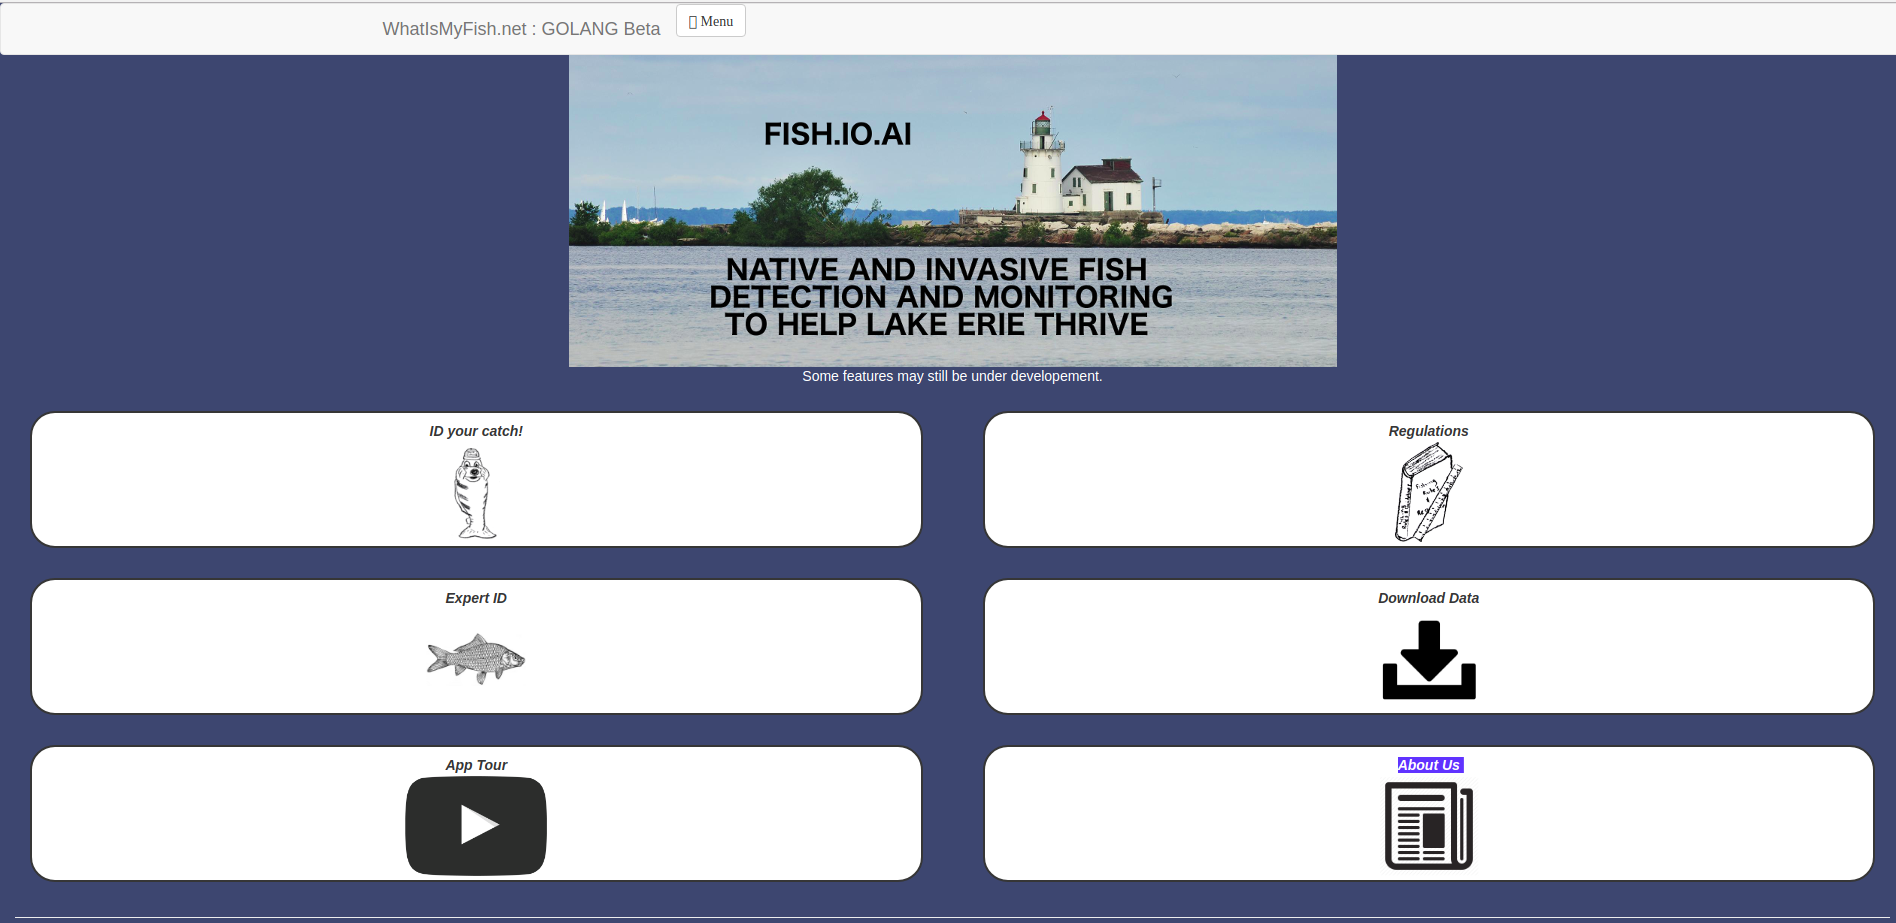 WhatIsMyFish.net : GOLANG Beta
Menu
FISH.IO.AI
NATIVE AND INVASIVE FISH
DETECTION AND MONITORING
TO HELP LAKE ERIE THRIVE
Some features may still be under developement.
ID your catch!
Regulations
Fishing
Rules
&
Expert ID
Download Data
App Tour
About Us